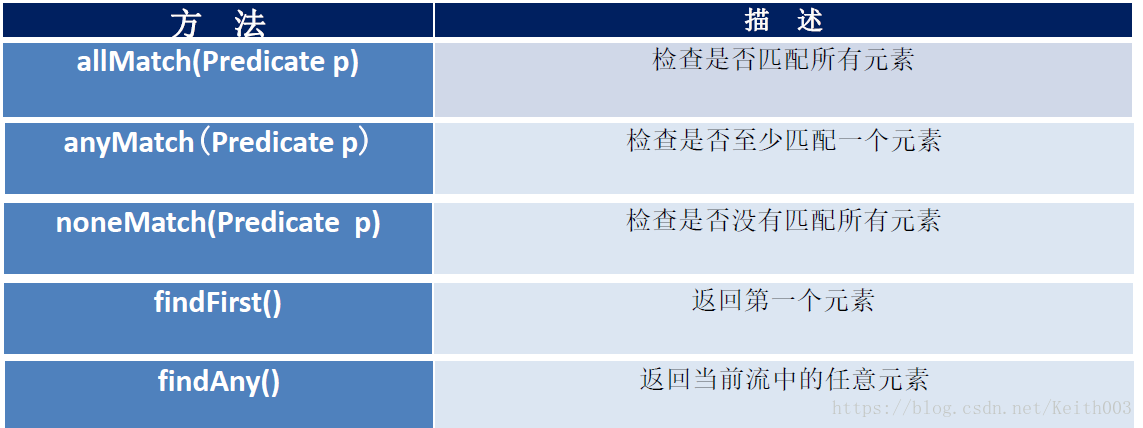 方 法 描 述
allMatch(Predicate p) 检查是否匹配所有元素
anyMatch（Predicate p） 检查是否至少匹配一个元素
noneMatch(Predicate p) 检查是否没有匹配所有元素
findFirst() 返回第一个元素
findAny() 返回当前流中的任意元素
https://blog.csdn.net/Keith003